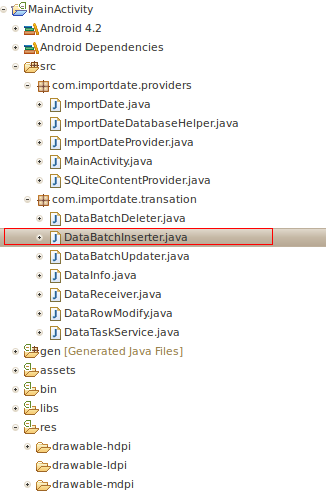 MainActivity
Android 4.2
Android Dependencies
src
com.importdate.providers
ImportDate.java
ImportDateDatabaseHelper.java
ImportDateProvider.java
MainActivity.java
SQLiteContentProvider.java
com.importdate.transation
DataBatchDeleter.java
DataBatchInserter.java
DataBatchUpdater.java
DataInfo.java
DataReceiver.java
DataRowModify.java
DataTaskService.java
gen [Generated Java Files]
assets
bin
libs
res
drawable-hdpi
drawable-ldpi
drawable-mdpi